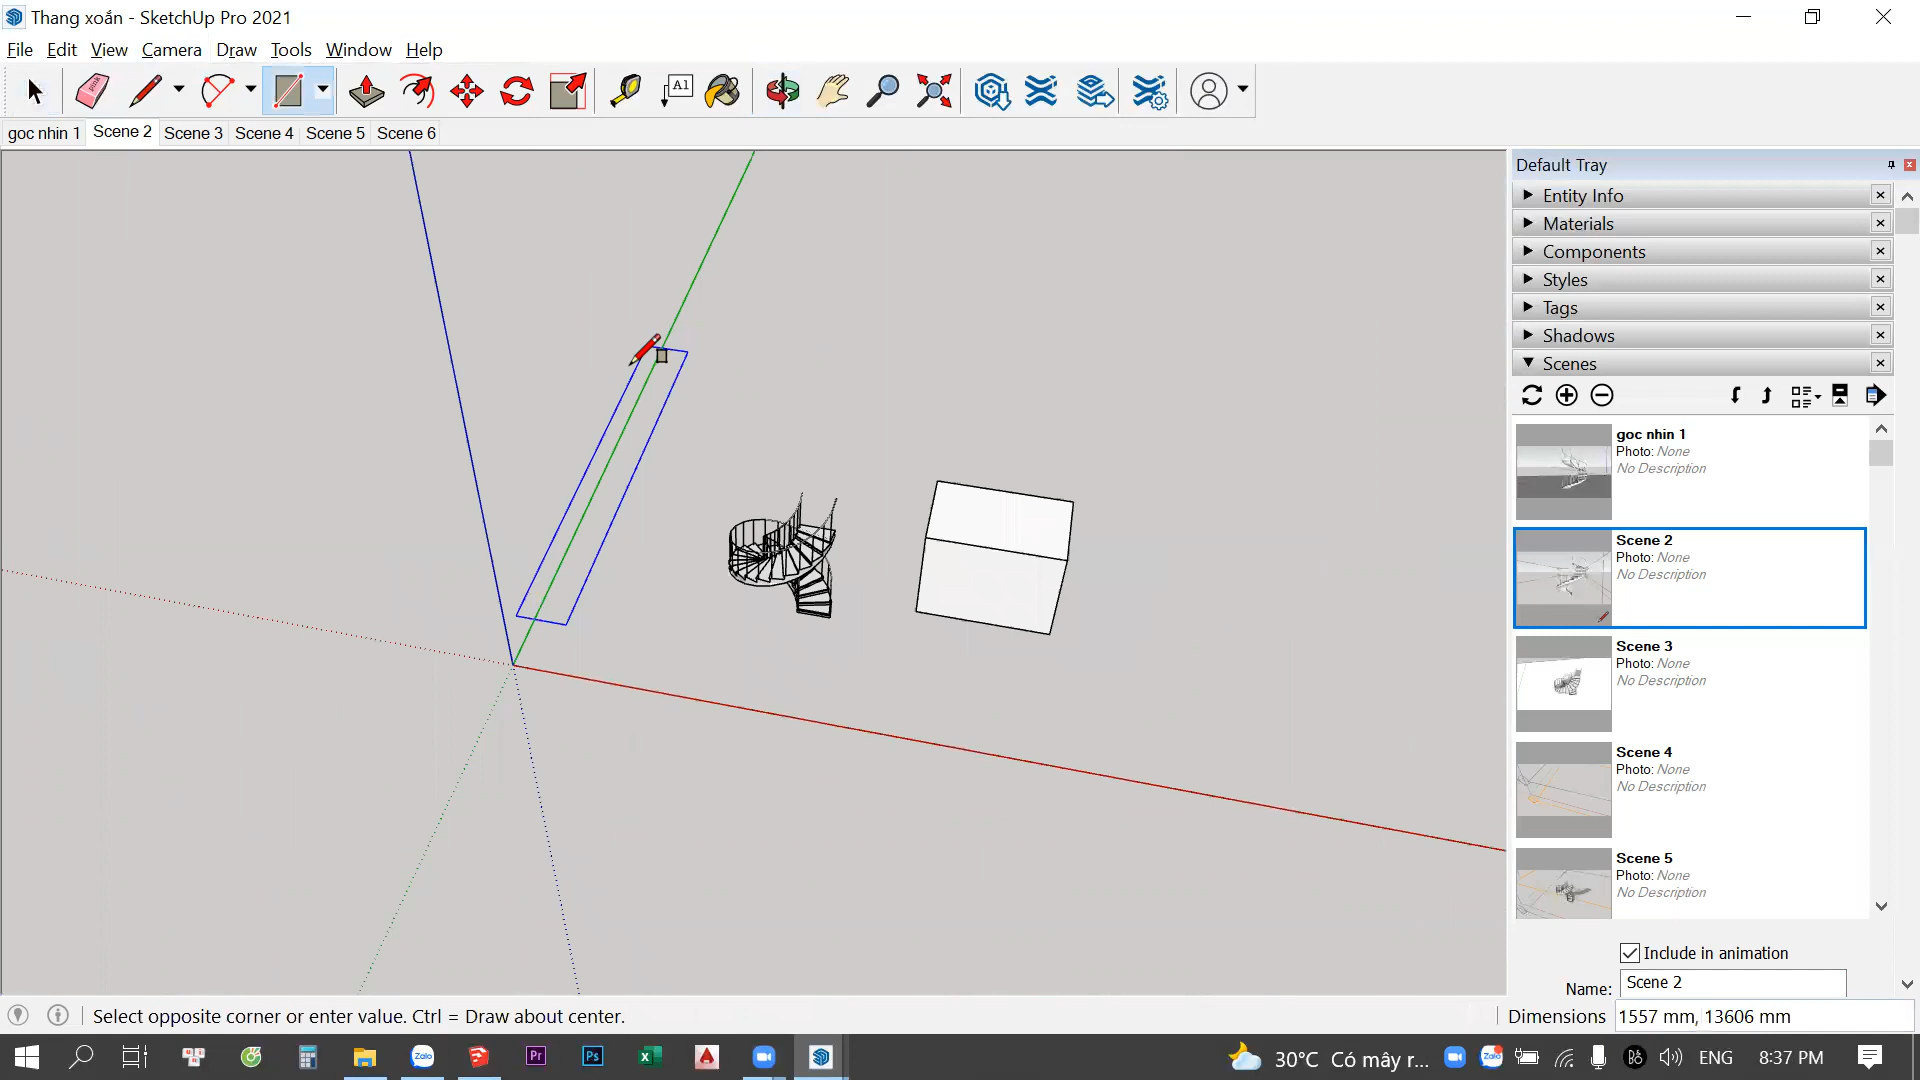 Thang xoắn - SketchUp Pro 2021
File Edit View Camera Draw Tools Window Help
A1
goc nhin 1 Scene 2 Scene 3 Scene 4 Scene 5 Scene 6
Default Tray
Entity Info
Materials
Components
Styles
Tags
Shadows
Scenes
goc nhin 1
Photo: None
No Description
Scene 2
Photo: None
No Description
Scene 3
Photo: None
No Description
Scene 4
Photo: None
No Description
Scene 5
Photo: None
No Description
Include in animation
Name: Scene 2
Select opposite corner or enter value. Ctrl = Draw about center.
Dimensions 1557 mm, 13606 mm
Zalo Pr Ps 30°C Có mây r... Zalo ENG 8:37 PM